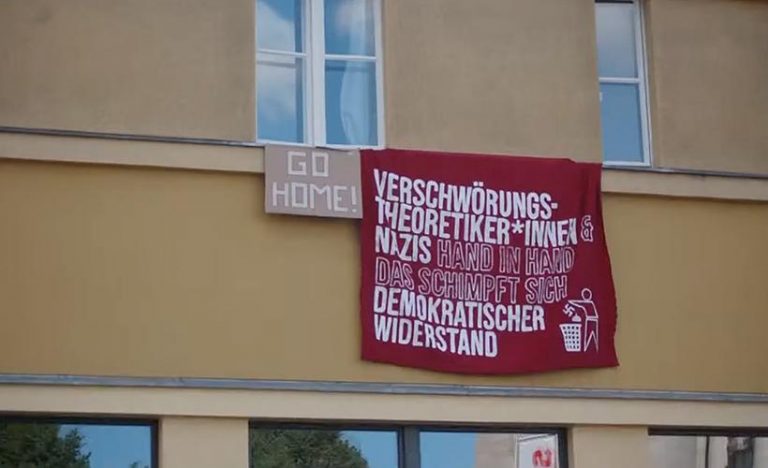 GO
HOME!
VERSCHWÖRUNGS-
THEORETIKER*INNEN &
NAZIS HAND IN HAND
DAS SCHIMPFT SICH
DEMOKRATISCHER
WIDERSTAND